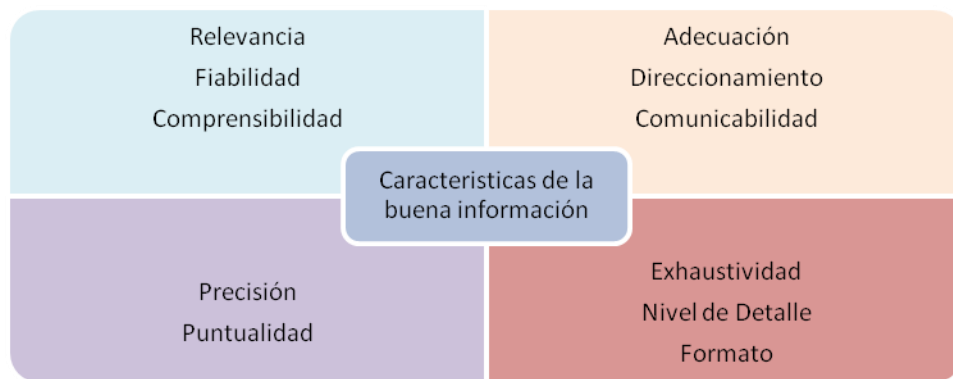 Relevancia
Fiabilidad
Comprensibilidad
Adecuación
Direccionamiento
Comunicabilidad
Caracteristicas de la
buena información
Precisión
Puntualidad
Exhaustividad
Nivel de Detalle
Formato